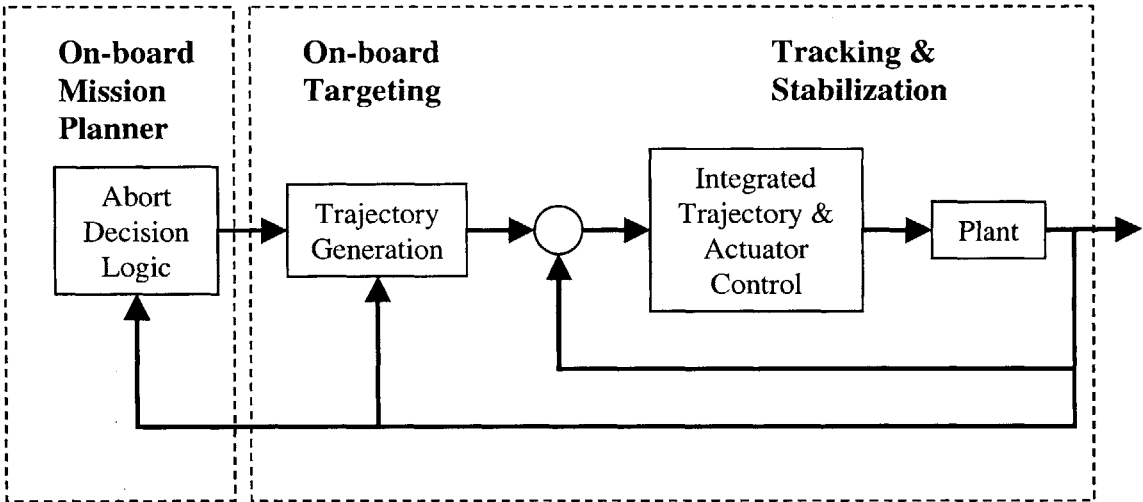 On-board
Mission
Planner
On-board
Targeting
Tracking &
Stabilization
Abort
Decision
Logic
Trajectory
Generation
Integrated
Trajectory &
Actuator
Control
Plant